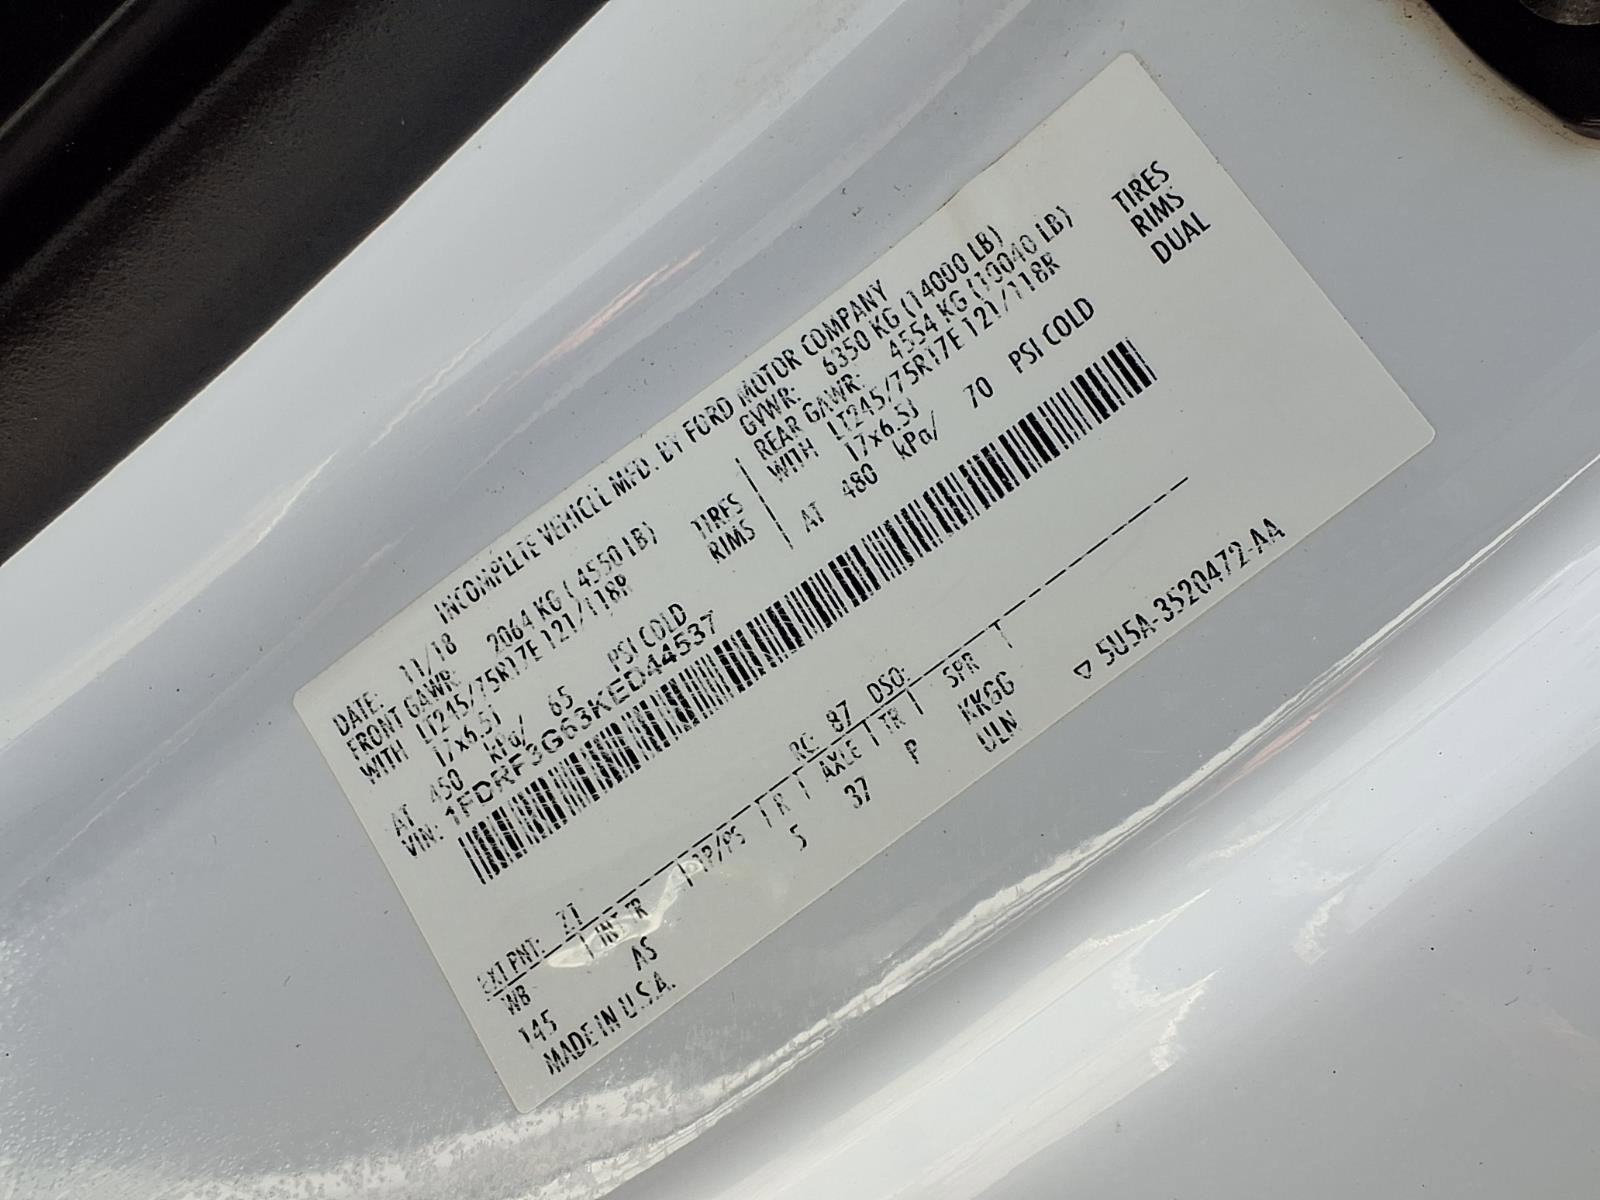 INCOMPLETE VEHICLE MFD. BY FORD MOTOR COMPANY
DATE: 11/18 GVWR: 6350 KG (14000 LB)
FRONT GAWR: 2064 KG (4550 LB) REAR GAWR: 4554 KG (10040 LB)
WITH LT245/75R17E 121/118R TIRES WITH LT245/75R17E 121/118R TIRES
17x6.5J RIMS 17x6.5J RIMS
AT 450 kPa/ 65 PSI COLD AT 480 kPa/ 70 PSI COLD DUAL
VIN: 1FDRF3G63KED44537
EXT PNT: Z1 RC: 87 DSO:
WB | INT TR | TP/PS | R | AXLE | TR | SPR |
145 AS 5 37 P KKGG
MADE IN U.S.A. ULN
▽ 5U5A-3520472-AA